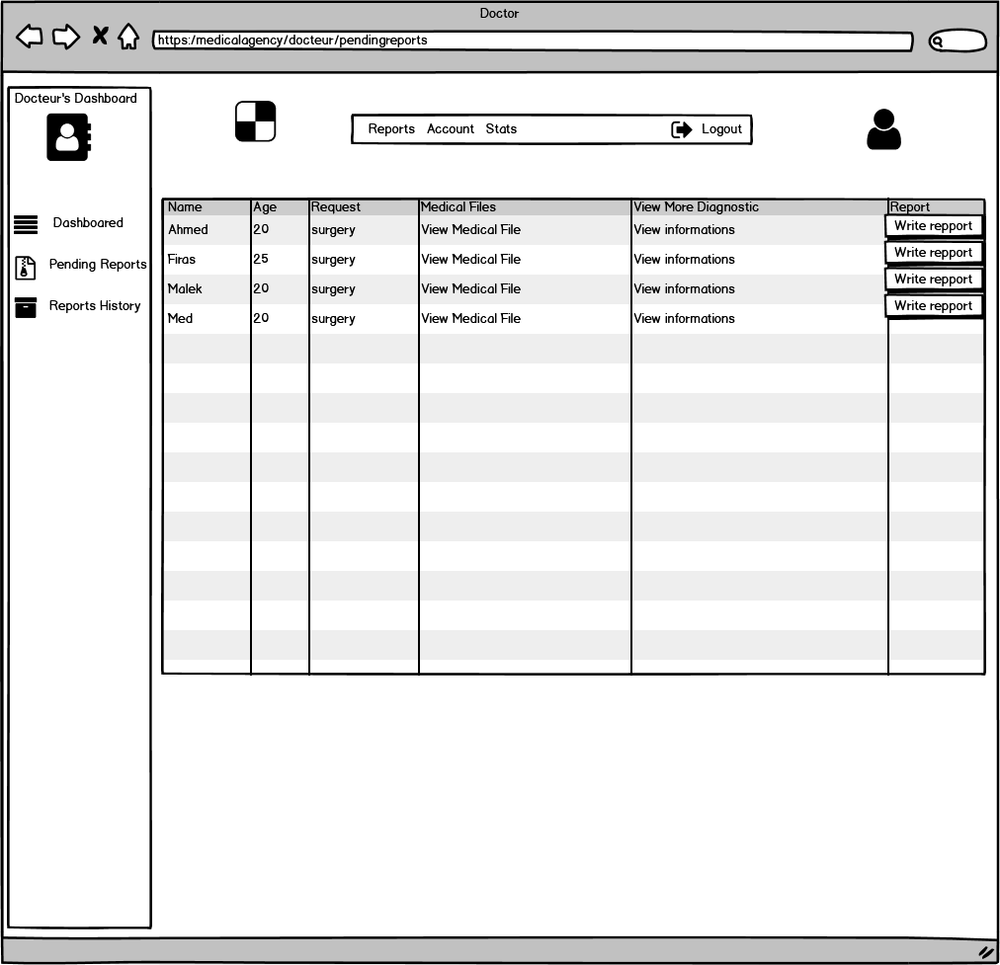 Doctor
https:/medicalagency/docteur/pendingreports
Docteur's Dashboard
Reports Account Stats Logout
Dashboared
Pending Reports
Reports History
Name Age Request Medical Files View More Diagnostic Report
Ahmed 20 surgery View Medical File View informations Write repport
Firas 25 surgery View Medical File View informations Write repport
Malek 20 surgery View Medical File View informations Write repport
Med 20 surgery View Medical File View informations Write repport